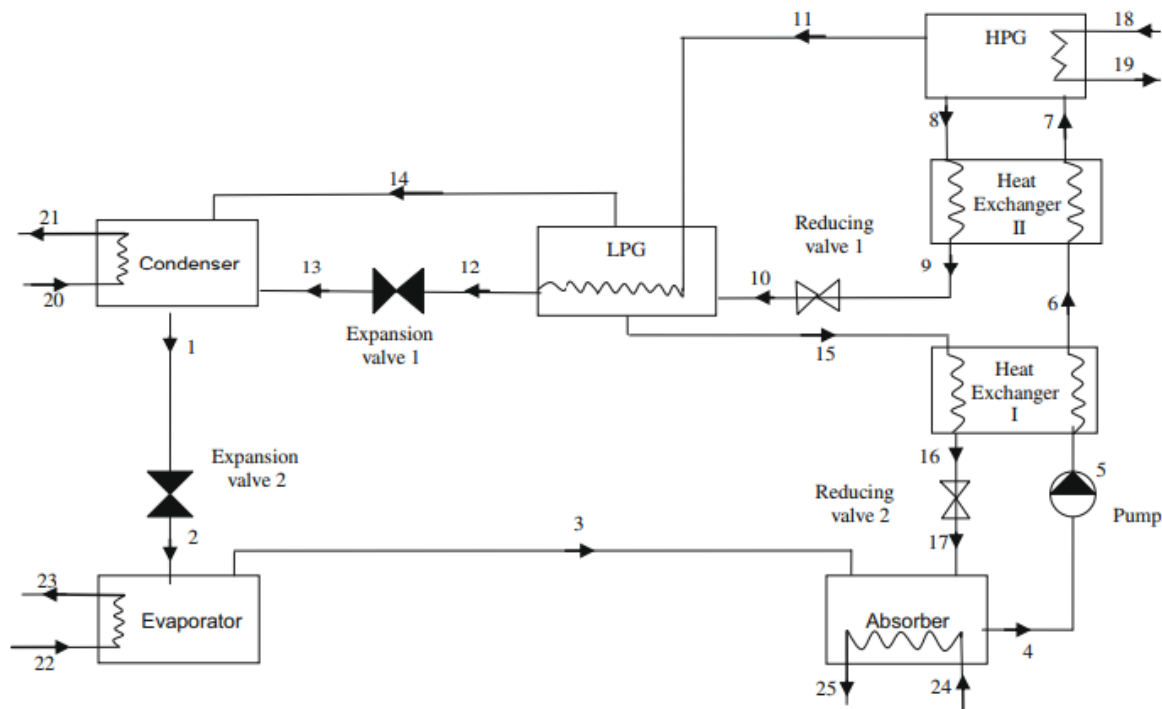 11
18
HPG
19
8
7
14
Heat
Exchanger
II
21
Reducing
valve 1
LPG
Condenser
13
12
10
9
20
6
Expansion
valve 1
1
15
Heat
Exchanger
I
Expansion
valve 2
16
5
Reducing
valve 2
Pump
2
3
17
23
Evaporator
Absorber
4
22
25
24